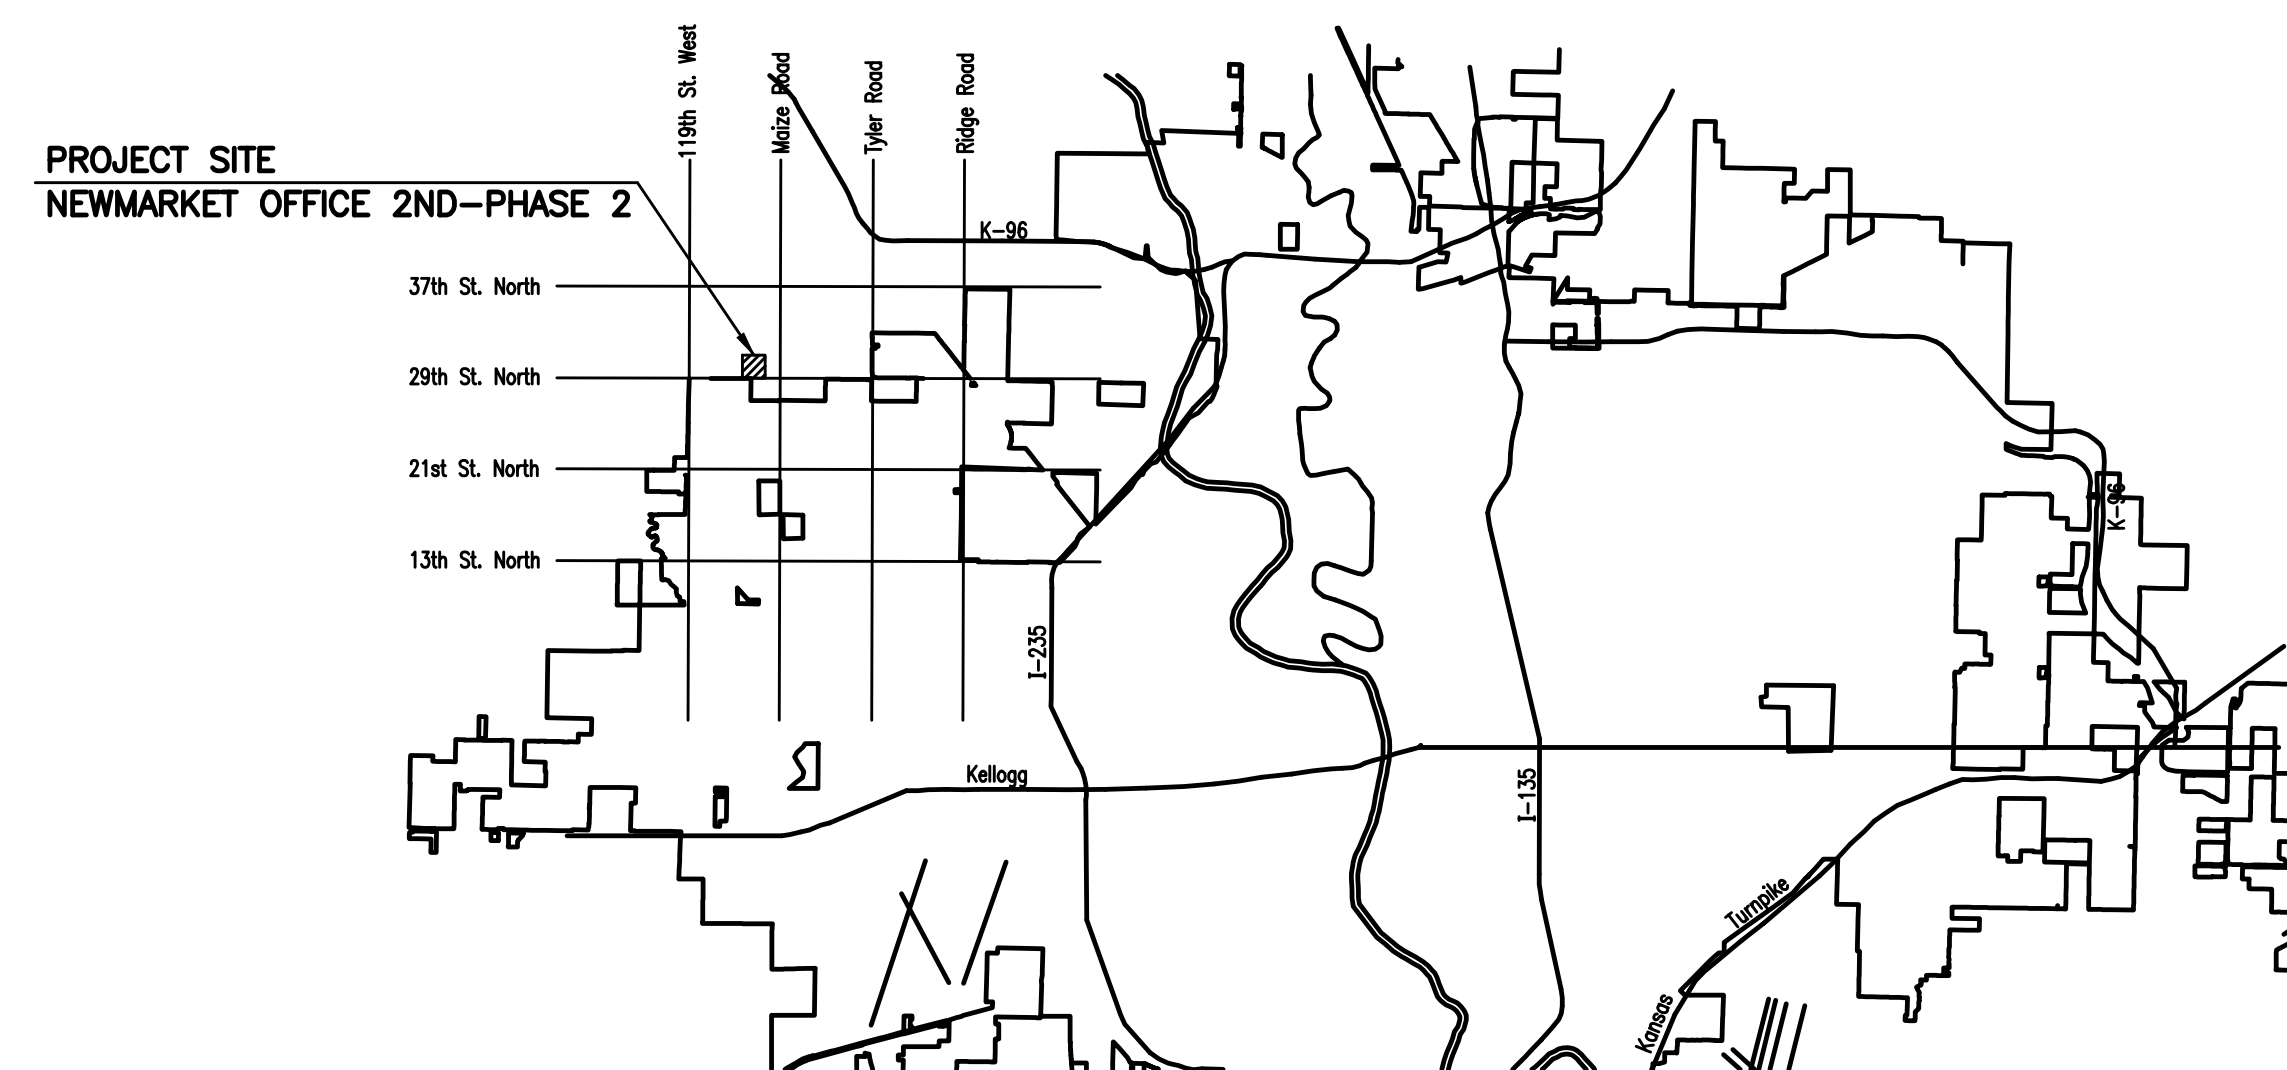 119th St. West
Maize Road
Tyler Road
Ridge Road
PROJECT SITE
NEWMARKET OFFICE 2ND-PHASE 2
K-96
37th St. North
29th St. North
21st St. North
13th St. North
K-96
I-235
Kellogg
I-135
Turnpike
Kansas